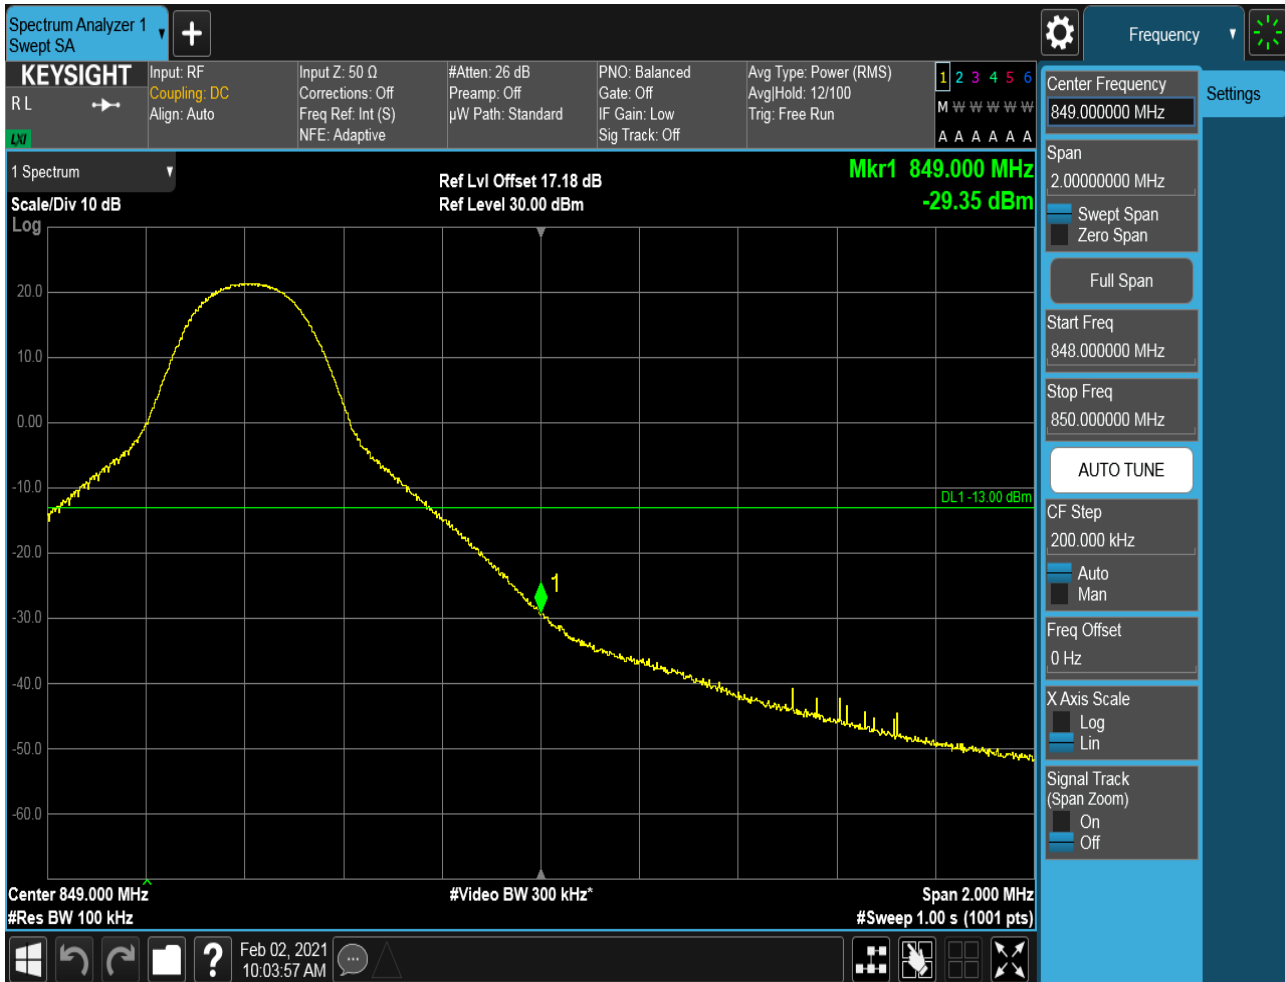 Spectrum Analyzer 1
Swept SA
Frequency
KEYSIGHT
R L
LXI
Input: RF
Coupling: DC
Align: Auto
Input Z: 50 Ω
Corrections: Off
Freq Ref: Int (S)
NFE: Adaptive
#Atten: 26 dB
Preamp: Off
µW Path: Standard
PNO: Balanced
Gate: Off
IF Gain: Low
Sig Track: Off
Avg Type: Power (RMS)
Avg|Hold: 12/100
Trig: Free Run
1 2 3 4 5 6
M W W W W W
A A A A A A
1 Spectrum
Scale/Div 10 dB
Log
Ref Lvl Offset 17.18 dB
Ref Level 30.00 dBm
Mkr1 849.000 MHz
-29.35 dBm
20.0
10.0
0.00
-10.0
-20.0
-30.0
-40.0
-50.0
-60.0
DL1 -13.00 dBm
1
Center 849.000 MHz
#Res BW 100 kHz
#Video BW 300 kHz*
Span 2.000 MHz
#Sweep 1.00 s (1001 pts)
Center Frequency
849.000000 MHz
Settings
Span
2.00000000 MHz
Swept Span
Zero Span
Full Span
Start Freq
848.000000 MHz
Stop Freq
850.000000 MHz
AUTO TUNE
CF Step
200.000 kHz
Auto
Man
Freq Offset
0 Hz
X Axis Scale
Log
Lin
Signal Track
(Span Zoom)
On
Off
?
Feb 02, 2021
10:03:57 AM